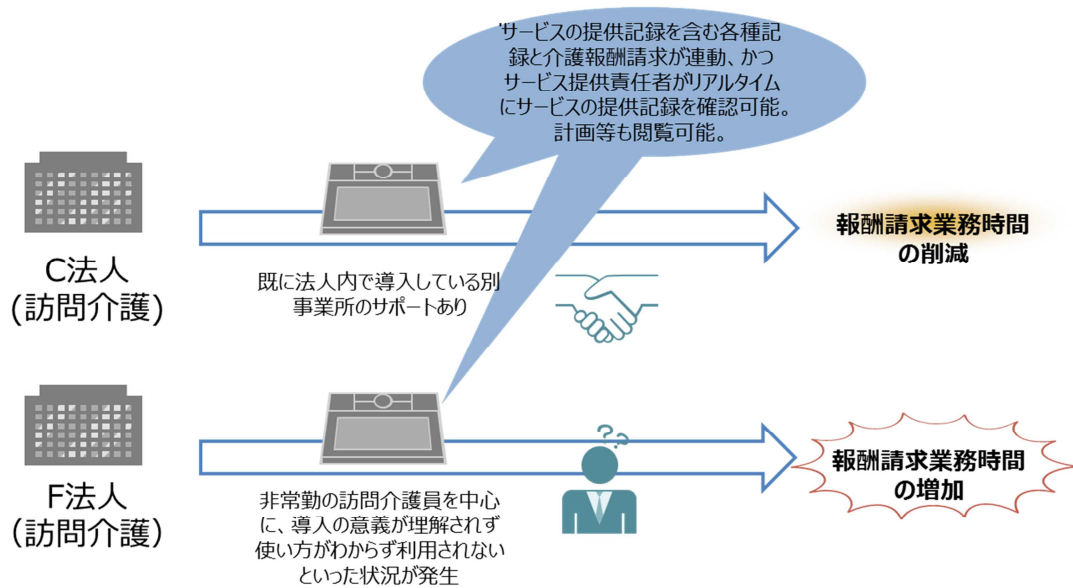 サービスの提供記録を含む各種記
録と介護報酬請求が連動、かつ
サービス提供責任者がリアルタイム
にサービスの提供記録を確認可能。
計画等も閲覧可能。
C法人
(訪問介護)
既に法人内で導入している別
事業所のサポートあり
報酬請求業務時間
の削減
F法人
(訪問介護)
非常勤の訪問介護員を中心
に、導入の意義が理解されず
使い方がわからず利用されない
といった状況が発生
??
?
報酬請求業務時間
の増加